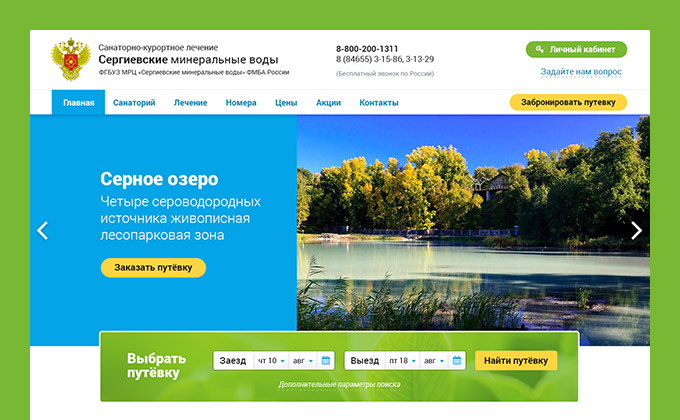 Санаторно-курортное лечение
Сергиевские минеральные воды
ФГБУЗ МРЦ «Сергиевские минеральные воды» ФМБА России
8-800-200-1311
8 (84655) 3-15-86, 3-13-29
(Бесплатный звонок по России)
Личный кабинет
Задайте нам вопрос
Главная Санаторий Лечение Номера Цены Акции Контакты Забронировать путевку
Серное озеро
Четыре сероводородных
источника живописная
лесопарковая зона
Заказать путёвку
Выбрать
путёвку
Заезд чт 10 авг Выезд пт 18 авг Найти путёвку
Дополнительные параметры поиска